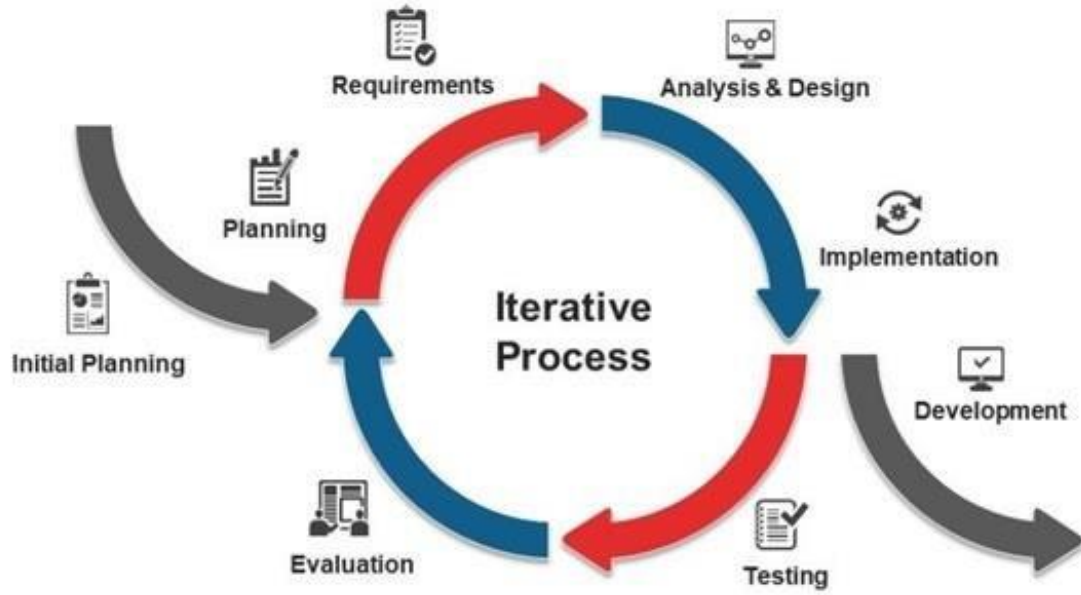 Requirements
Analysis & Design
Planning
Implementation
Initial Planning
Iterative
Process
Development
Evaluation
Testing